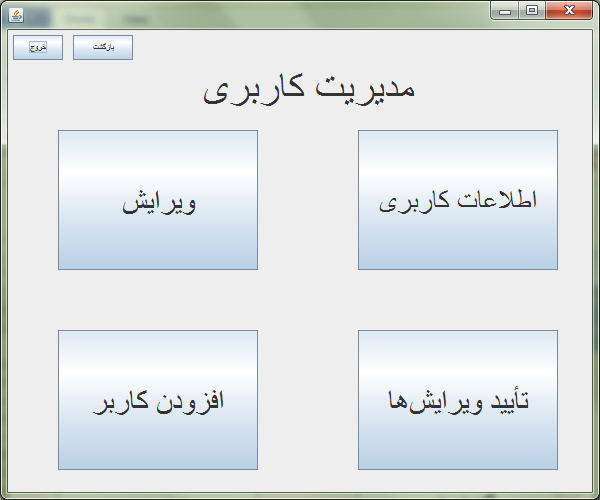 خروج
بازگشت
مدیریت کاربری
اطلاعات کاربری
ویرایش
تأیید ویرایش‌ها
افزودن کاربر